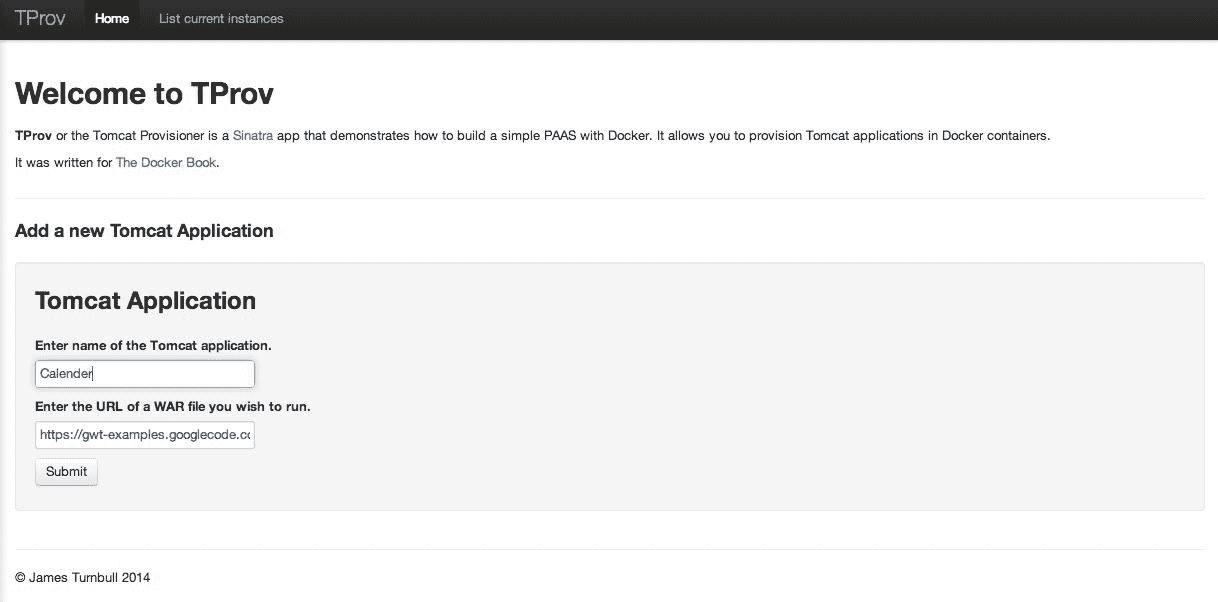 TProv Home List current instances
Welcome to TProv
TProv or the Tomcat Provisioner is a Sinatra app that demonstrates how to build a simple PAAS with Docker. It allows you to provision Tomcat applications in Docker containers.
It was written for The Docker Book.
Add a new Tomcat Application
Tomcat Application
Enter name of the Tomcat application.
Calender
Enter the URL of a WAR file you wish to run.
https://gwt-examples.googlecode.cc
Submit
© James Turnbull 2014